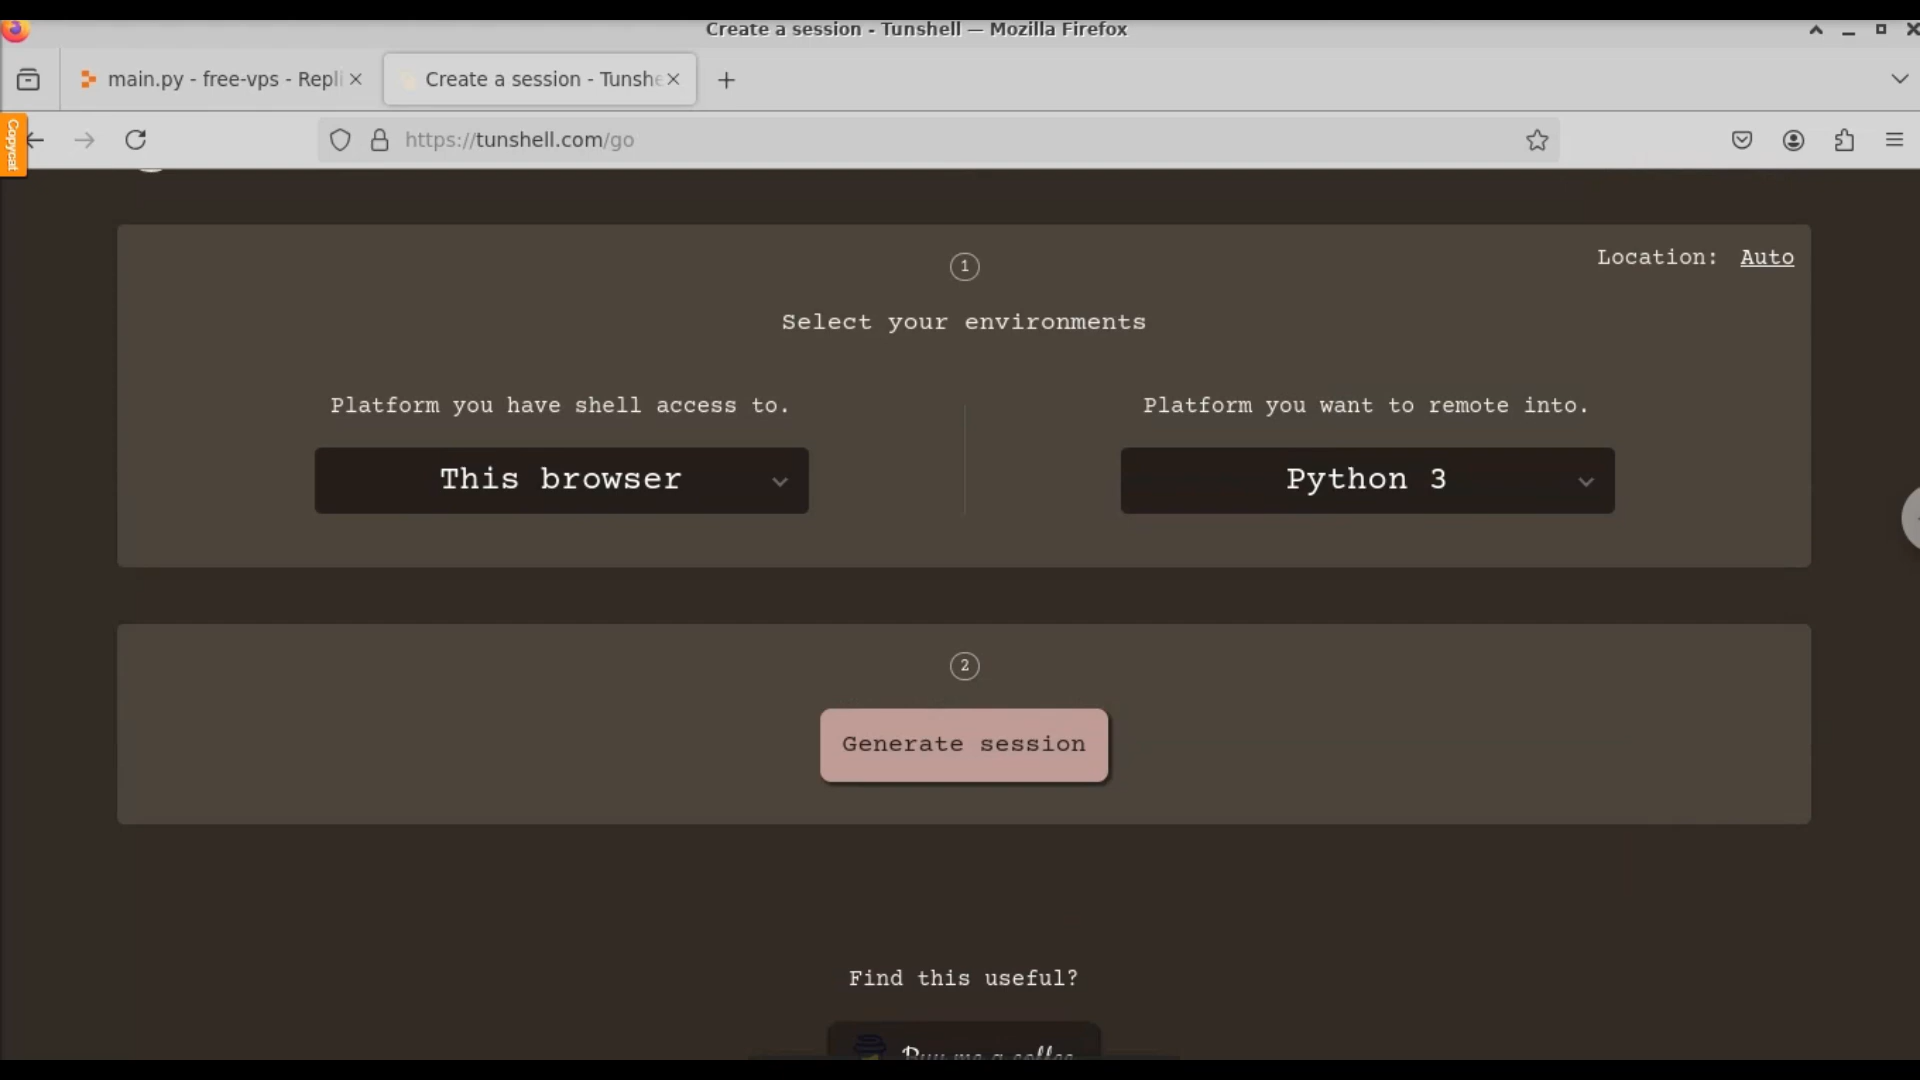 Create a session - Tunshell — Mozilla Firefox
main.py - free-vps - Repli
Create a session - Tunshe
Copycat
https://tunshell.com/go
1
Location: Auto
Select your environments
Platform you have shell access to.
Platform you want to remote into.
This browser
Python 3
2
Generate session
Find this useful?
Buy me a coffee